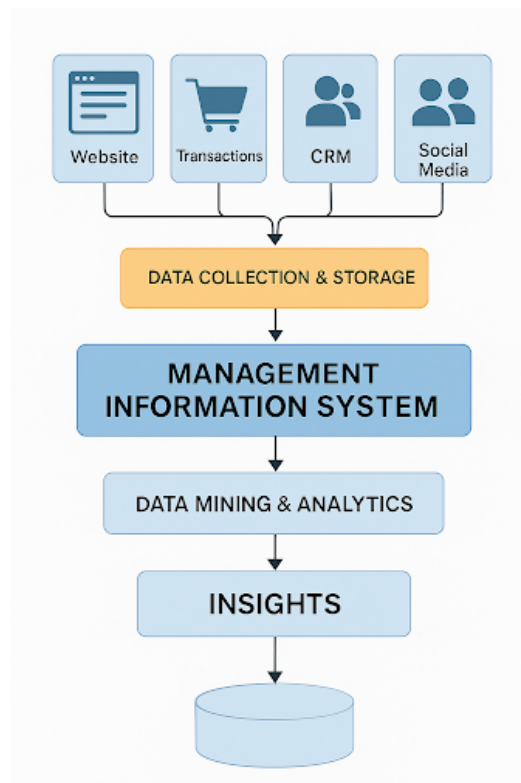 Website
Transactions
CRM
Social
Media
DATA COLLECTION & STORAGE
MANAGEMENT
INFORMATION SYSTEM
DATA MINING & ANALYTICS
INSIGHTS